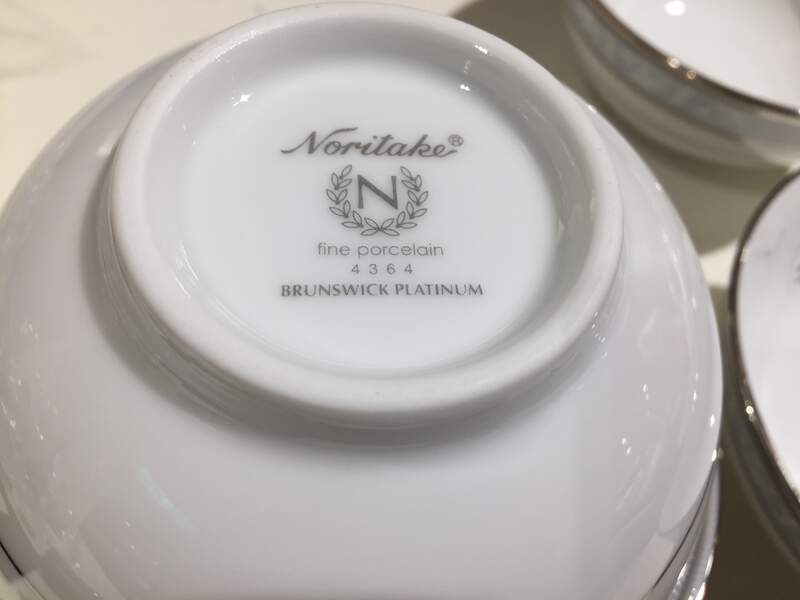 Noritake®
N
fine porcelain
4364
BRUNSWICK PLATINUM